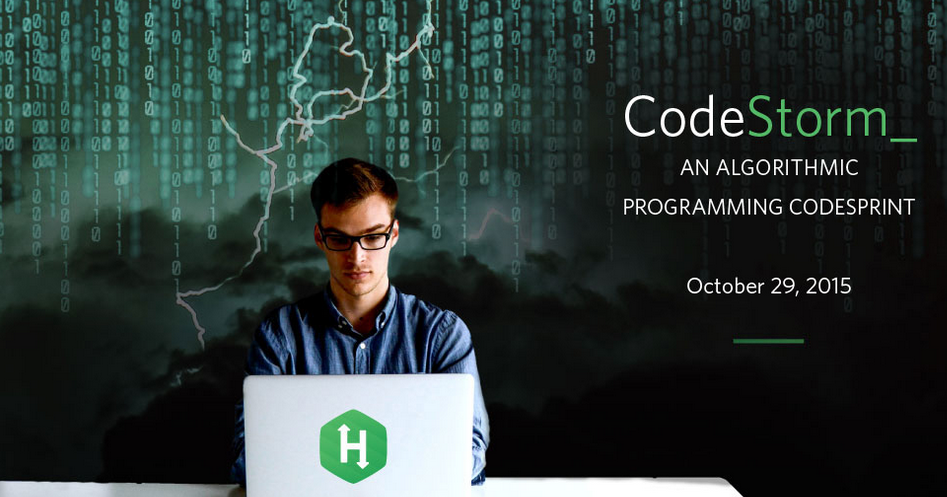 CodeStorm_
AN ALGORITHMIC
PROGRAMMING CODESPRINT
October 29, 2015
H